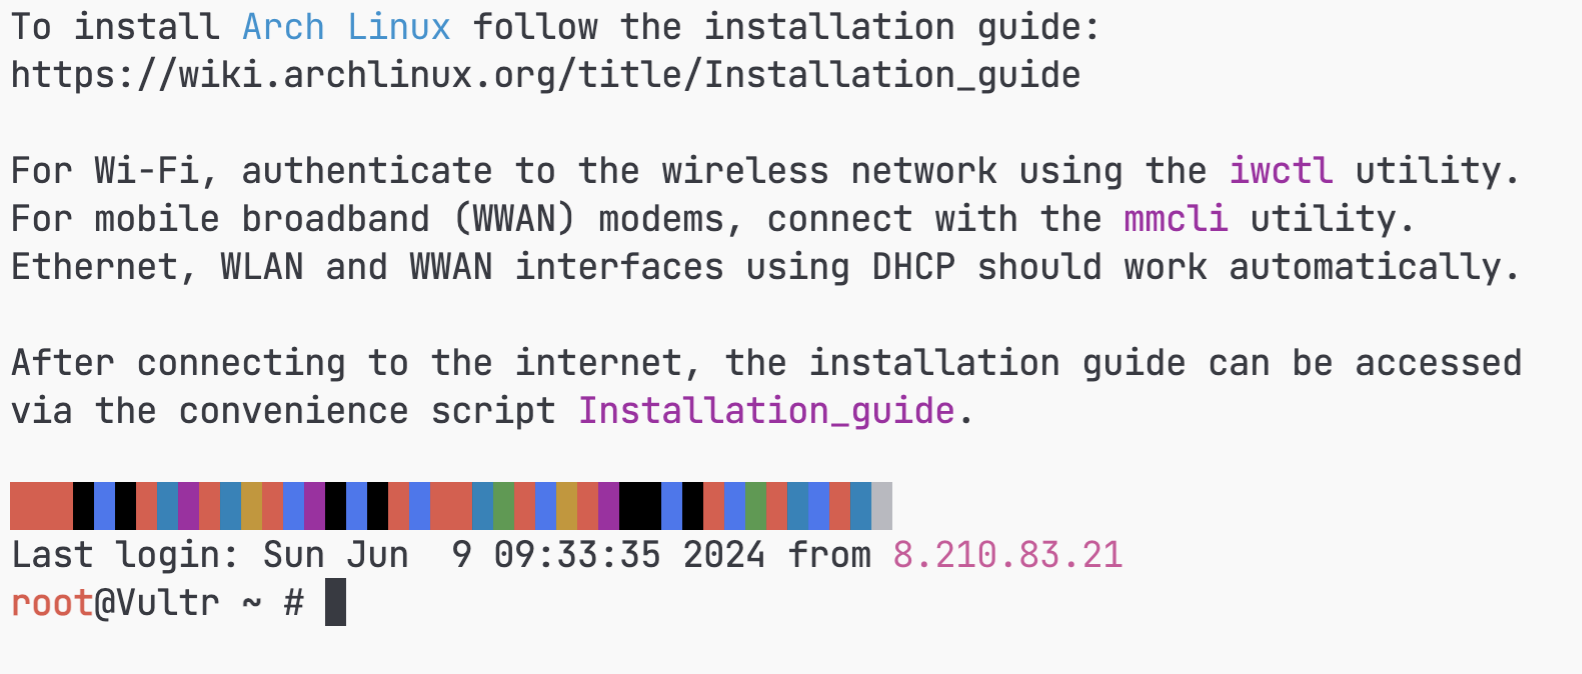 To install Arch Linux follow the installation guide:
https://wiki.archlinux.org/title/Installation_guide
For Wi-Fi, authenticate to the wireless network using the iwctl utility.
For mobile broadband (WWAN) modems, connect with the mmcli utility.
Ethernet, WLAN and WWAN interfaces using DHCP should work automatically.
After connecting to the internet, the installation guide can be accessed
via the convenience script Installation_guide.
Last login: Sun Jun  9 09:33:35 2024 from 8.210.83.21
root@Vultr ~ #